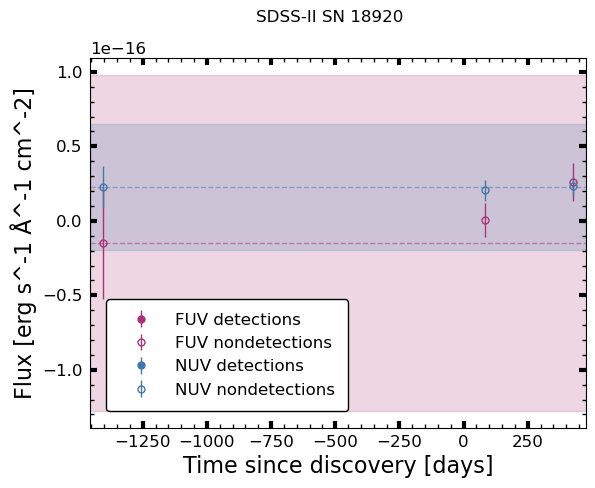 SDSS-II SN 18920
1e−16
1.0
0.5
0.0
−0.5
−1.0
Flux [erg s^-1 Å^-1 cm^-2]
FUV detections
FUV nondetections
NUV detections
NUV nondetections
−1250 −1000 −750 −500 −250 0 250
Time since discovery [days]